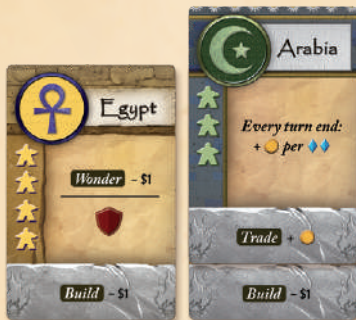 Egypt
Wonder - $1
Build - $1
Arabia
Every turn end:
+ per
Trade +
Build - $1